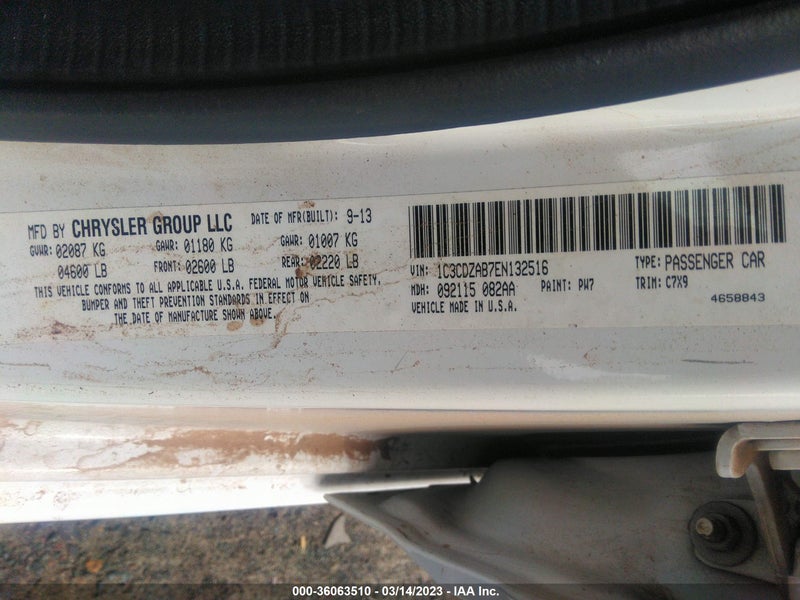 MFD BY CHRYSLER GROUP LLC DATE OF MFR(BUILT): 9-13
GVWR: 02087 KG GAWR: 01180 KG GAWR: 01007 KG
04600 LB FRONT: 02600 LB REAR: 02220 LB
THIS VEHICLE CONFORMS TO ALL APPLICABLE U.S.A. FEDERAL MOTOR VEHICLE SAFETY,
BUMPER AND THEFT PREVENTION STANDARDS IN EFFECT ON
THE DATE OF MANUFACTURE SHOWN ABOVE.
VIN: 1C3CDZAB7EN132516 TYPE: PASSENGER CAR
MDH: 092115 082AA PAINT: PW7 TRIM: C7X9
VEHICLE MADE IN U.S.A. 4658843
000-36063510 - 03/14/2023 - IAA Inc.